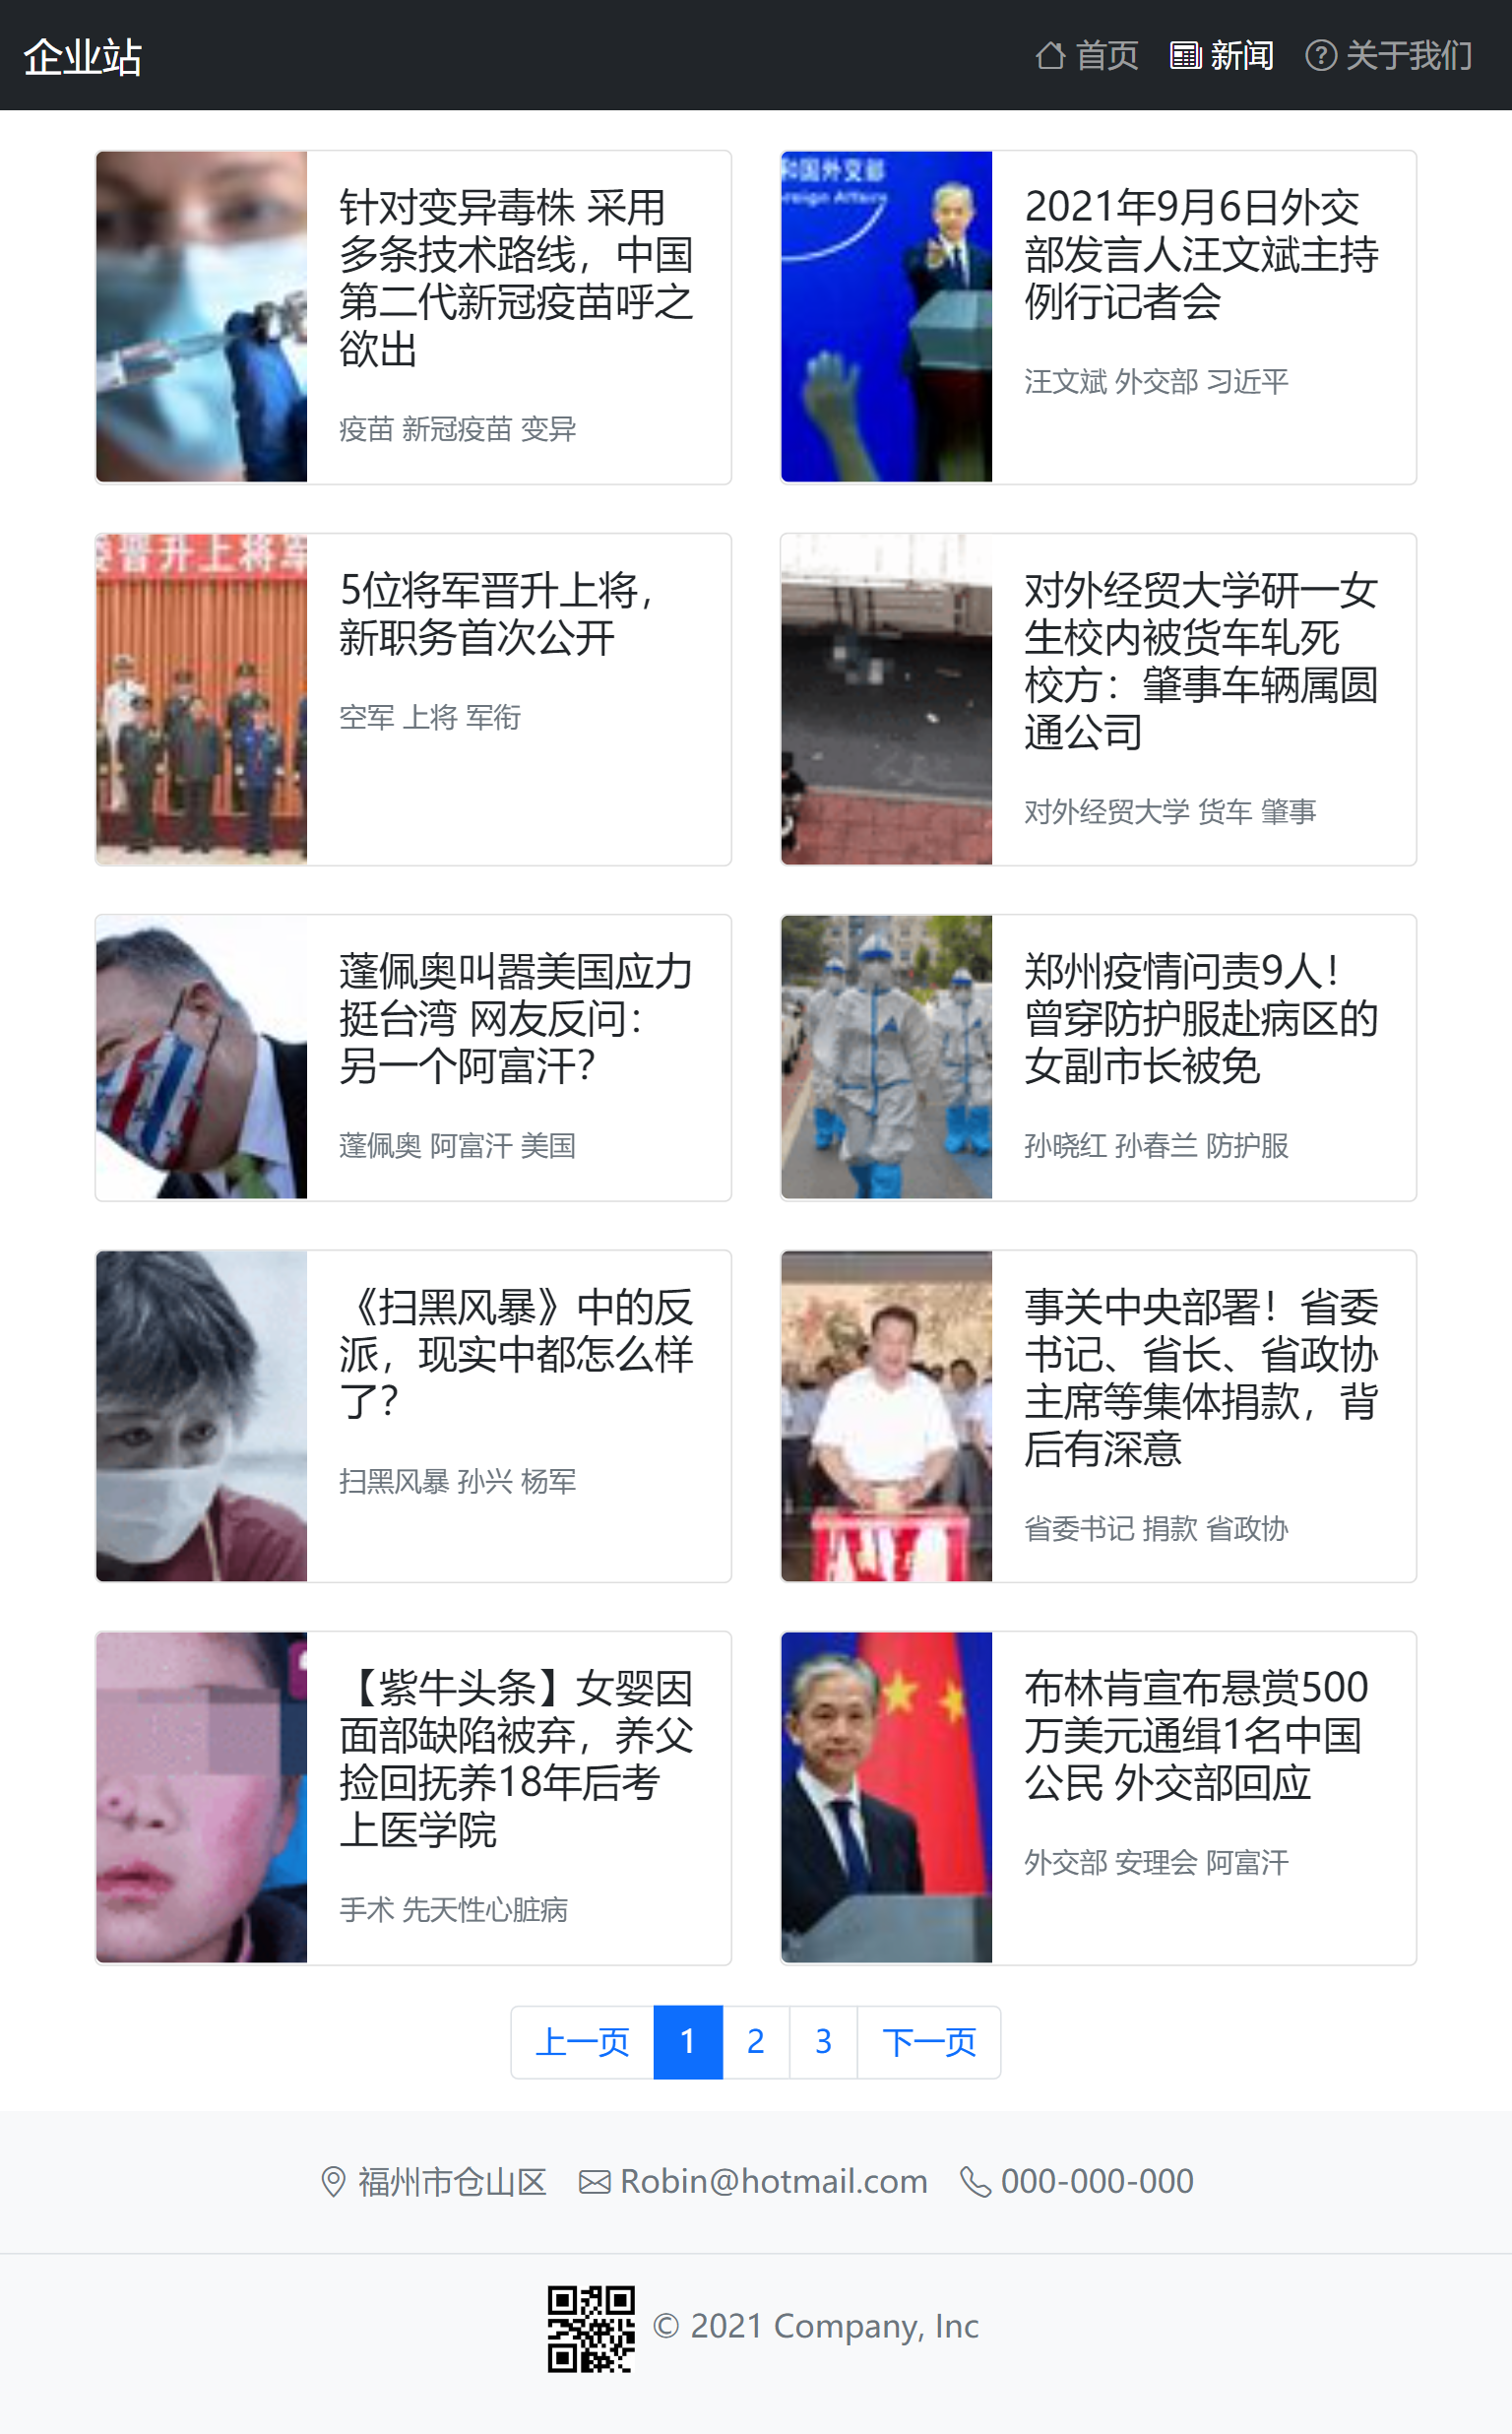 企业站
首页 新闻 关于我们
和国外交部
reign Affairs
针对变异毒株 采用
多条技术路线，中国
第二代新冠疫苗呼之
欲出
疫苗 新冠疫苗 变异
2021年9月6日外交
部发言人汪文斌主持
例行记者会
汪文斌 外交部 习近平
晋升上将军
5位将军晋升上将，
新职务首次公开
空军 上将 军衔
对外经贸大学研一女
生校内被货车轧死
校方：肇事车辆属圆
通公司
对外经贸大学 货车 肇事
蓬佩奥叫嚣美国应力
挺台湾 网友反问：
另一个阿富汗？
蓬佩奥 阿富汗 美国
郑州疫情问责9人！
曾穿防护服赴病区的
女副市长被免
孙晓红 孙春兰 防护服
《扫黑风暴》中的反
派，现实中都怎么样
了？
扫黑风暴 孙兴 杨军
事关中央部署！省委
书记、省长、省政协
主席等集体捐款，背
后有深意
省委书记 捐款 省政协
【紫牛头条】女婴因
面部缺陷被弃，养父
捡回抚养18年后考
上医学院
手术 先天性心脏病
布林肯宣布悬赏500
万美元通缉1名中国
公民 外交部回应
外交部 安理会 阿富汗
上一页 1 2 3 下一页
福州市仓山区 Robin@hotmail.com 000-000-000
© 2021 Company, Inc